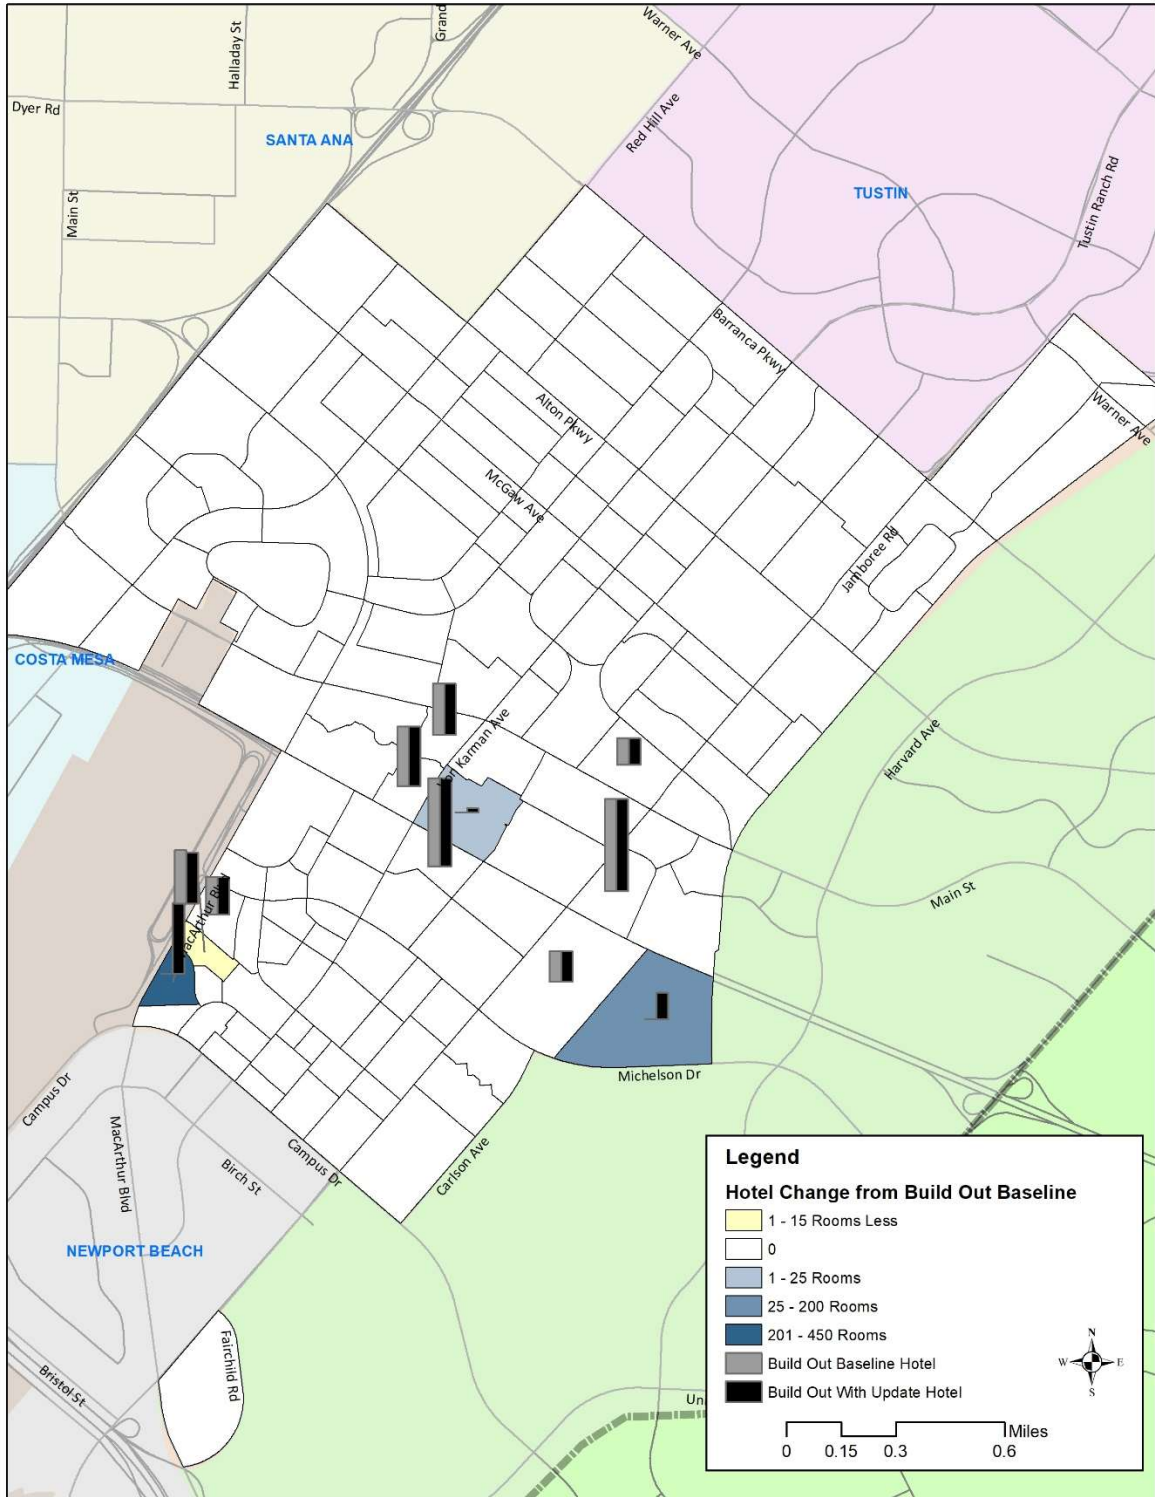 Halladay St
Grand
Warner Ave
Dyer Rd
SANTA ANA
Red Hill Ave
Main St
TUSTIN
Tustin Ranch Rd
Barranca Pkwy
Alton Pkwy
Warner Ave
McGaw Ave
Jamboree Rd
COSTA MESA
Von Karman Ave
Harvard Ave
MacArthur Blvd
Main St
Michelson Dr
Campus Dr
MacArthur Blvd
Birch St
Campus Dr
Carlson Ave
NEWPORT BEACH
Fairchild Rd
Bristol St
Uni
Legend
Hotel Change from Build Out Baseline
1 - 15 Rooms Less
0
1 - 25 Rooms
25 - 200 Rooms
201 - 450 Rooms
Build Out Baseline Hotel
Build Out With Update Hotel
N
W E
S
Miles
0 0.15 0.3 0.6